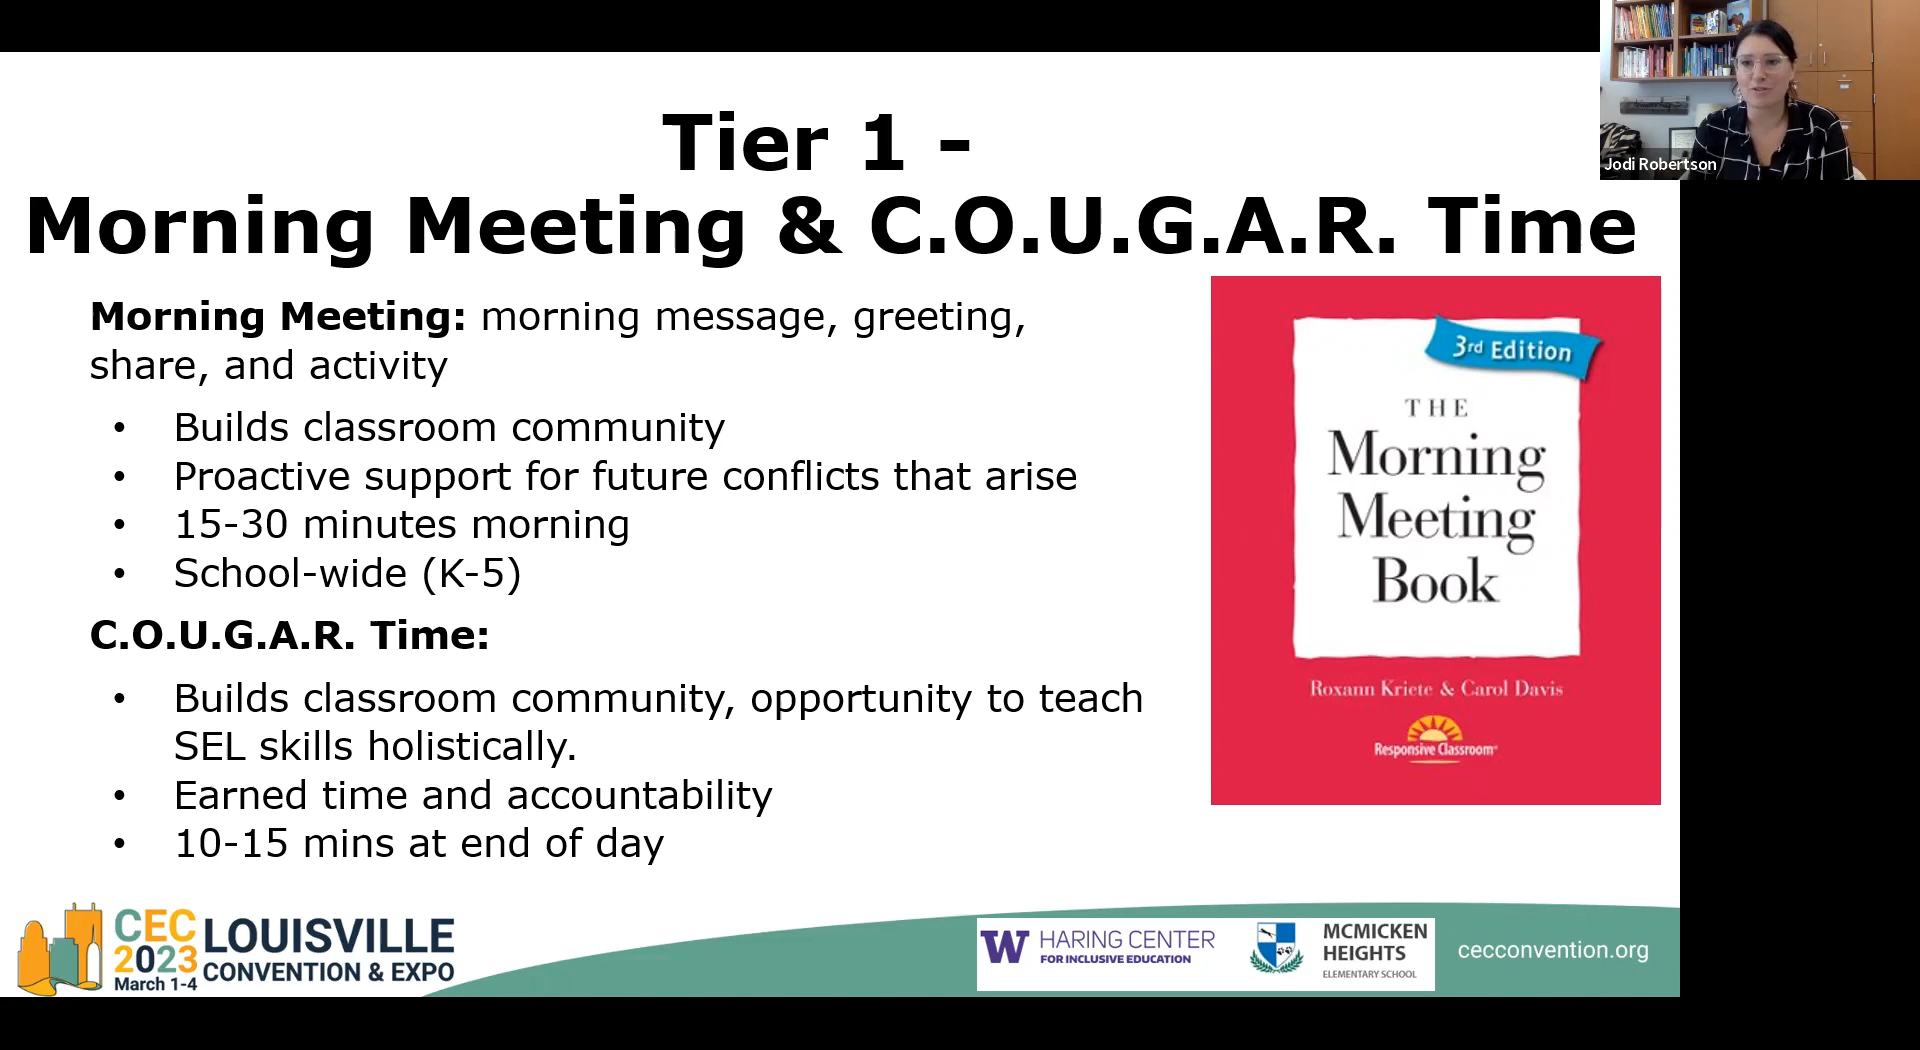 Tier 1 -
Morning Meeting & C.O.U.G.A.R. Time
Jodi Robertson
Morning Meeting: morning message, greeting,
share, and activity
• Builds classroom community
• Proactive support for future conflicts that arise
• 15-30 minutes morning
• School-wide (K-5)
C.O.U.G.A.R. Time:
• Builds classroom community, opportunity to teach
SEL skills holistically.
• Earned time and accountability
• 10-15 mins at end of day
3rd Edition
THE
Morning
Meeting
Book
Roxann Kriete & Carol Davis
Responsive Classroom®
CEC
2023
March 1-4
LOUISVILLE
CONVENTION & EXPO
W
HARING CENTER
FOR INCLUSIVE EDUCATION
MCMICKEN
HEIGHTS
ELEMENTARY SCHOOL
cecconvention.org